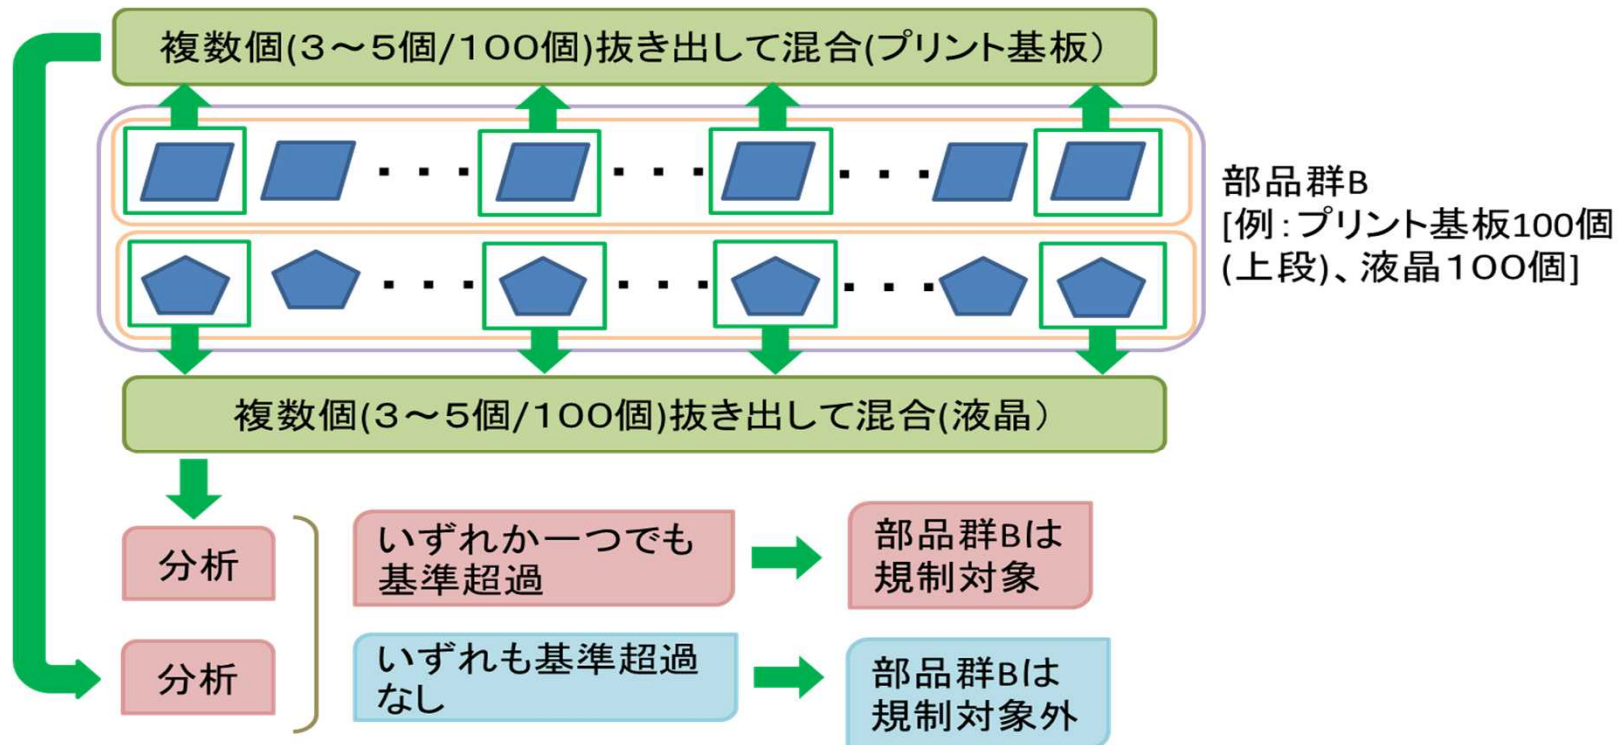 複数個(3～5個/100個)抜き出して混合(プリント基板)
部品群B
[例：プリント基板100個
(上段)、液晶100個]
複数個(3～5個/100個)抜き出して混合(液晶)
分析
いずれか一つでも
基準超過
部品群Bは
規制対象
分析
いずれも基準超過
なし
部品群Bは
規制対象外